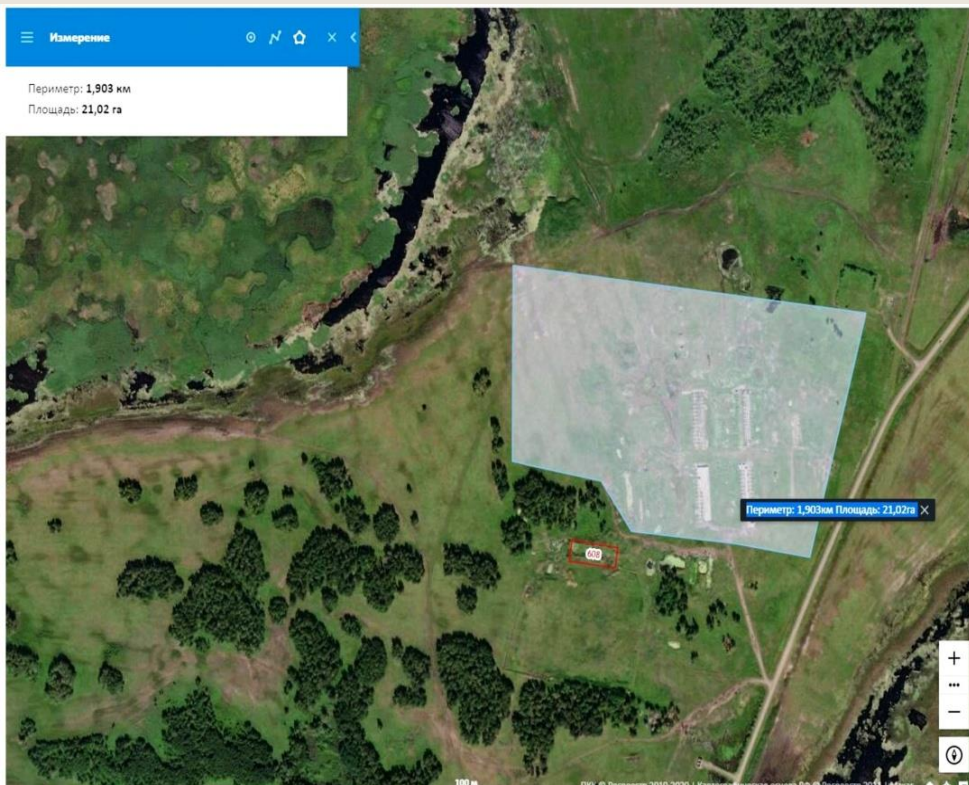 Измерение
Периметр: 1,903 км
Площадь: 21,02 га
Периметр: 1,903км Площадь: 21,02га
608
100 м